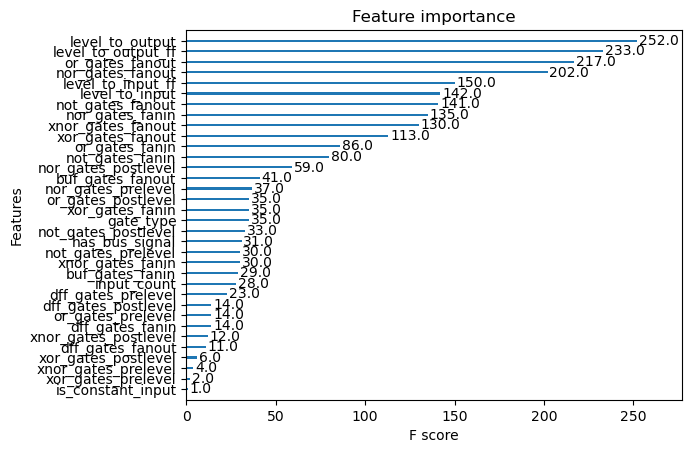 Feature importance
level_to_output 252.0
level_to_output_ff 233.0
or_gates_fanout 217.0
nor_gates_fanout 202.0
level_to_input_ff 150.0
level_to_input 142.0
not_gates_fanout 141.0
nor_gates_fanin 135.0
xnor_gates_fanout 130.0
xor_gates_fanout 113.0
or_gates_fanin 86.0
not_gates_fanin 80.0
nor_gates_postlevel 59.0
buf_gates_fanout 41.0
nor_gates_prelevel 37.0
or_gates_postlevel 35.0
xor_gates_fanin 35.0
gate_type 35.0
not_gates_postlevel 33.0
has_bus_signal 31.0
not_gates_prelevel 30.0
xnor_gates_fanin 30.0
buf_gates_fanin 29.0
input_count 28.0
dff_gates_prelevel 23.0
dff_gates_postlevel 14.0
or_gates_prelevel 14.0
dff_gates_fanin 14.0
xnor_gates_postlevel 12.0
dff_gates_fanout 11.0
xor_gates_postlevel 6.0
xnor_gates_prelevel 4.0
xor_gates_prelevel 2.0
is_constant_input 1.0
0 50 100 150 200 250
F score
Features